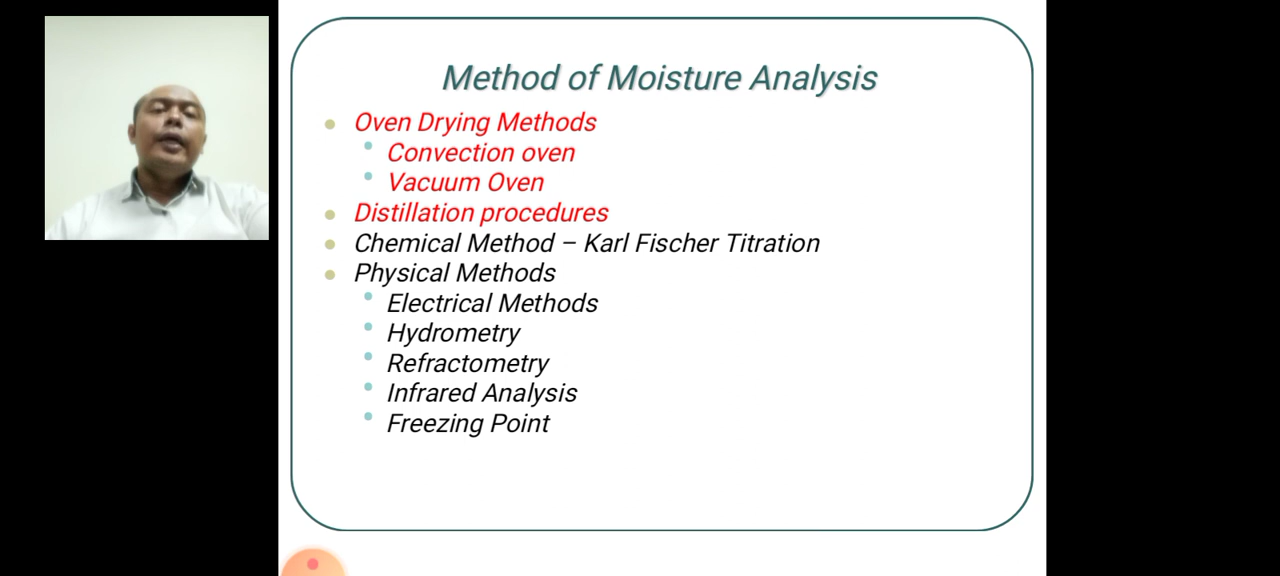 Method of Moisture Analysis
Oven Drying Methods
Convection oven
Vacuum Oven
Distillation procedures
Chemical Method – Karl Fischer Titration
Physical Methods
Electrical Methods
Hydrometry
Refractometry
Infrared Analysis
Freezing Point